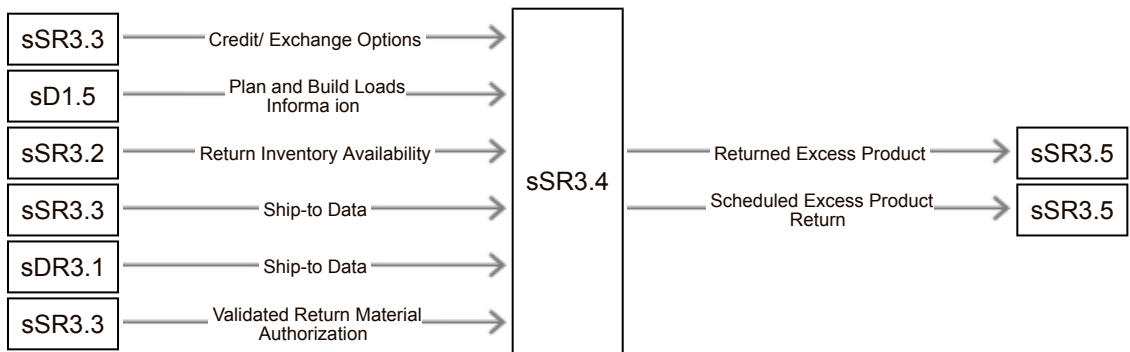 sSR3.3
Credit/ Exchange Options
sD1.5
Plan and Build Loads
Informa ion
sSR3.2
Return Inventory Availability
sSR3.3
Ship-to Data
sDR3.1
Ship-to Data
sSR3.3
Validated Return Material
Authorization
sSR3.4
Returned Excess Product
sSR3.5
Scheduled Excess Product
Return
sSR3.5